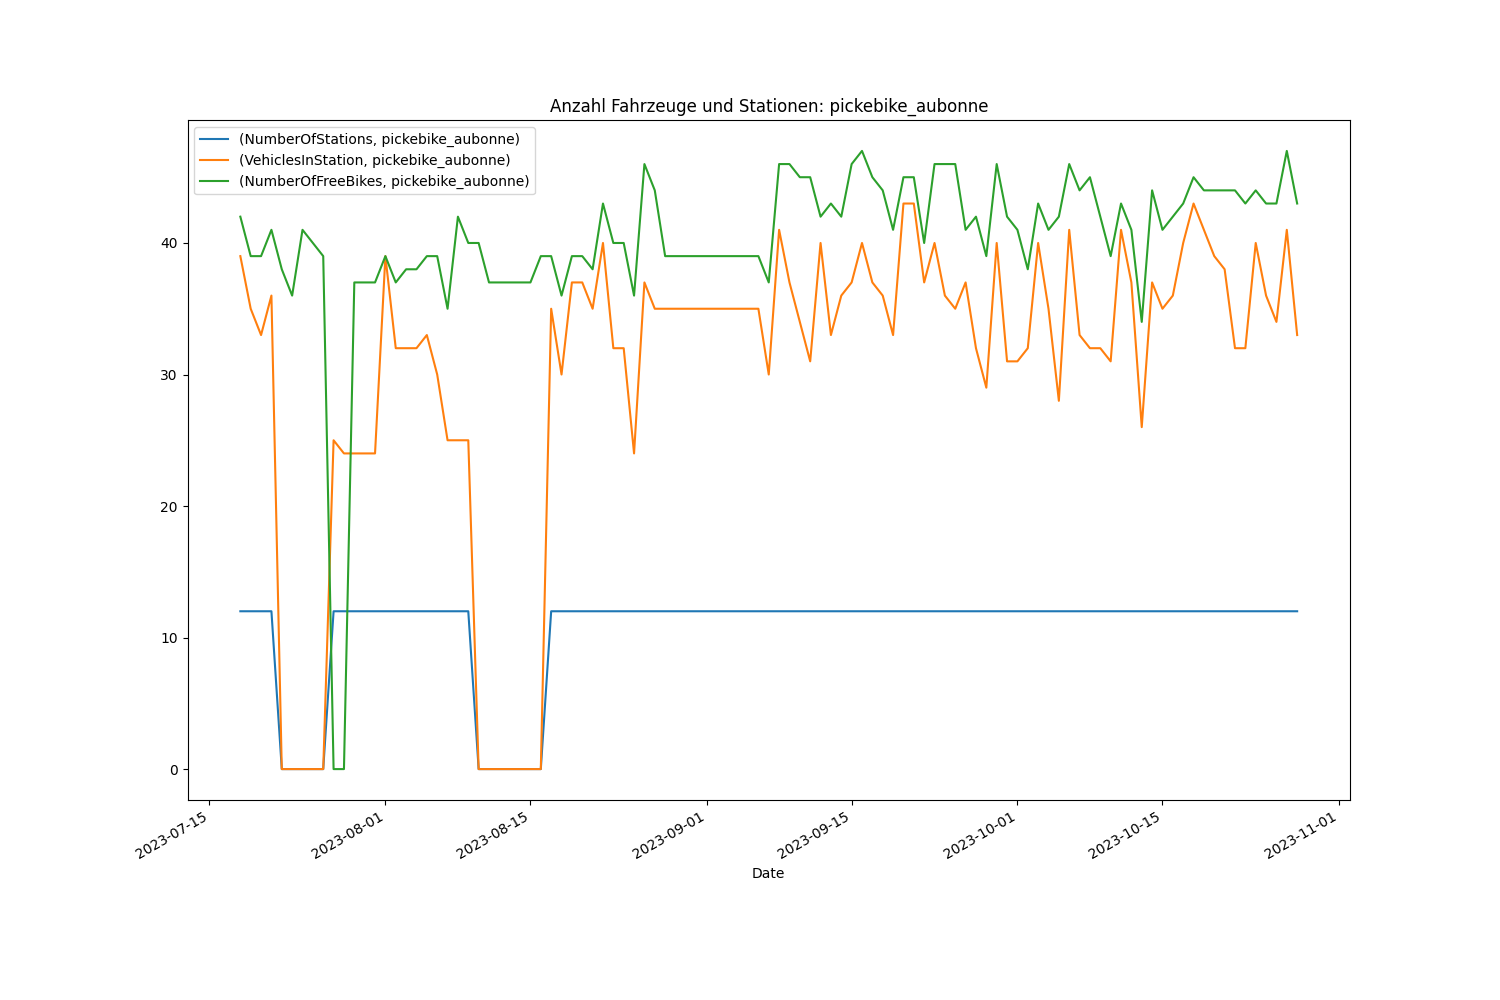 Anzahl Fahrzeuge und Stationen: pickebike_aubonne
(NumberOfStations, pickebike_aubonne)
(VehiclesInStation, pickebike_aubonne)
(NumberOfFreeBikes, pickebike_aubonne)
40
30
20
10
0
2023-07-15
2023-08-01
2023-08-15
2023-09-01
2023-09-15
2023-10-01
2023-10-15
2023-11-01
Date